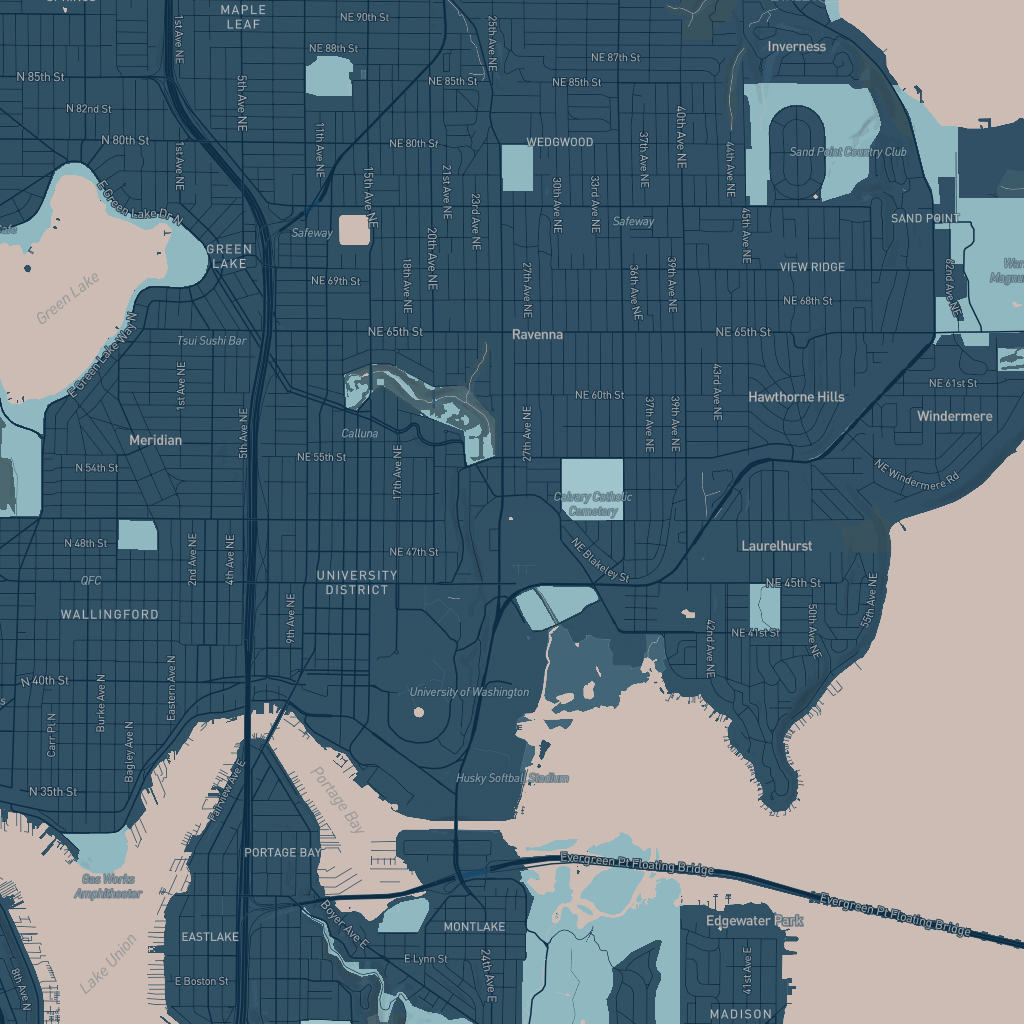 MAPLE
LEAF
NE 90th St
25th Ave NE
1st Ave NE
NE 88th St
NE 87th St
Inverness
N 85th St
5th Ave NE
NE 85th St
NE 85th St
N 82nd St
11th Ave NE
40th Ave NE
N 80th St
NE 80th St
WEDGWOOD
37th Ave NE
44th Ave NE
Sand Point Country Club
1st Ave NE
15th Ave NE
21st Ave NE
23rd Ave NE
30th Ave NE
33rd Ave NE
E Green Lake Dr N
Safeway
Safeway
45th Ave NE
SAND POINT
GREEN
LAKE
20th Ave NE
18th Ave NE
27th Ave NE
36th Ave NE
39th Ave NE
VIEW RIDGE
62nd Ave NE
Green Lake
NE 69th St
NE 68th St
Tsui Sushi Bar
NE 65th St
Ravenna
NE 65th St
E Green Lake Way N
1st Ave NE
5th Ave NE
NE 60th St
43rd Ave NE
37th Ave NE
39th Ave NE
27th Ave NE
Hawthorne Hills
NE 61st St
Windermere
Meridian
Calluna
N 54th St
NE 55th St
17th Ave NE
Calvary Catholic
Cemetery
NE Windermere Rd
N 48th St
2nd Ave NE
4th Ave NE
NE 47th St
NE Blakeley St
Laurelhurst
QFC
UNIVERSITY
DISTRICT
NE 45th St
WALLINGFORD
9th Ave NE
42nd Ave NE
NE 41st St
50th Ave NE
55th Ave NE
N 40th St
Burke Ave N
Eastern Ave N
University of Washington
Carr Pl N
Bagley Ave N
Husky Softball Stadium
N 35th St
Fairview Ave E
Portage Bay
PORTAGE BAY
Evergreen Pt Floating Bridge
Evergreen Pt Floating Bridge
Gas Works
Amphitheater
Boyer Ave E
Edgewater Park
EASTLAKE
MONTLAKE
Lake Union
E Lynn St
24th Ave E
41st Ave E
8th Ave N
E Boston St
MADISON